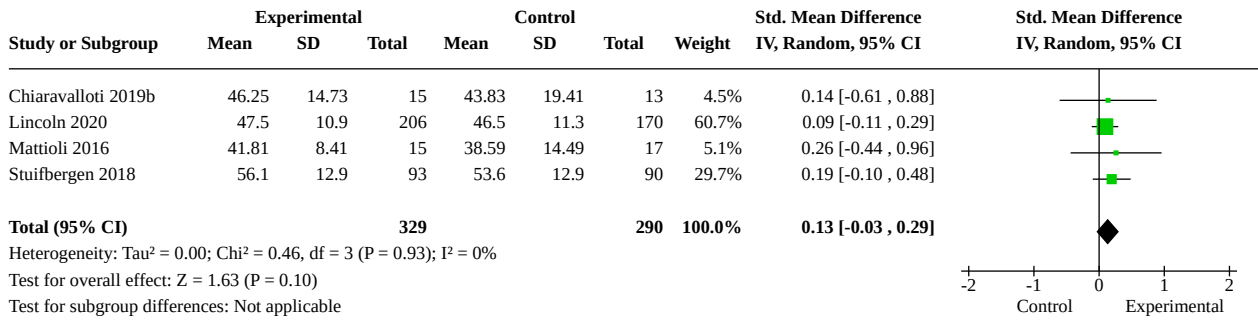 Experimental Control Std. Mean Difference Std. Mean Difference
Study or Subgroup Mean SD Total Mean SD Total Weight IV, Random, 95% CI IV, Random, 95% CI
Chiaravalloti 2019b 46.25 14.73 15 43.83 19.41 13 4.5% 0.14 [-0.61 , 0.88]
Lincoln 2020 47.5 10.9 206 46.5 11.3 170 60.7% 0.09 [-0.11 , 0.29]
Mattioli 2016 41.81 8.41 15 38.59 14.49 17 5.1% 0.26 [-0.44 , 0.96]
Stuifbergen 2018 56.1 12.9 93 53.6 12.9 90 29.7% 0.19 [-0.10 , 0.48]
Total (95% CI) 329 290 100.0% 0.13 [-0.03 , 0.29]
Heterogeneity: Tau² = 0.00; Chi² = 0.46, df = 3 (P = 0.93); I² = 0%
Test for overall effect: Z = 1.63 (P = 0.10)
Test for subgroup differences: Not applicable
-2 -1 0 1 2
Control Experimental